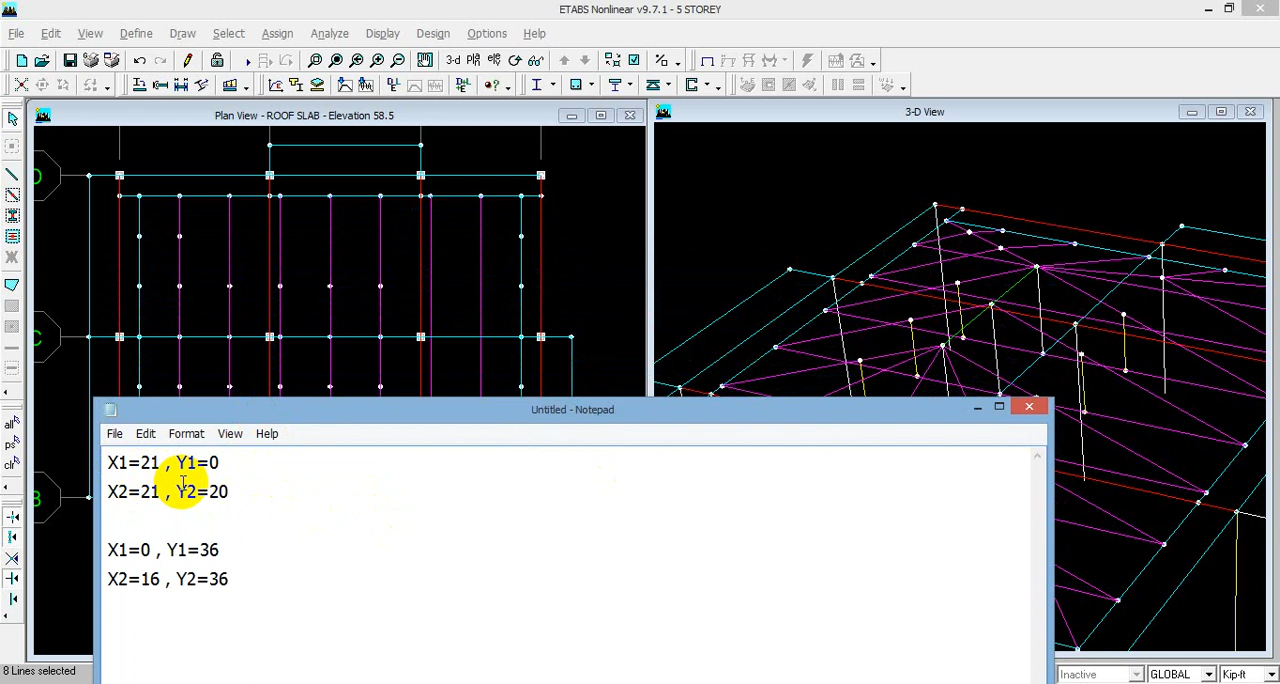 ETABS Nonlinear v9.7.1 - 5 STOREY
File Edit View Define Draw Select Assign Analyze Display Design Options Help
Plan View - ROOF SLAB - Elevation 58.5
3-D View
D
C
B
all
ps
clr
Untitled - Notepad
File Edit Format View Help
X1=21 , Y1=0
X2=21 , Y2=20
X1=0 , Y1=36
X2=16 , Y2=36
8 Lines selected
Inactive
GLOBAL
Kip-ft